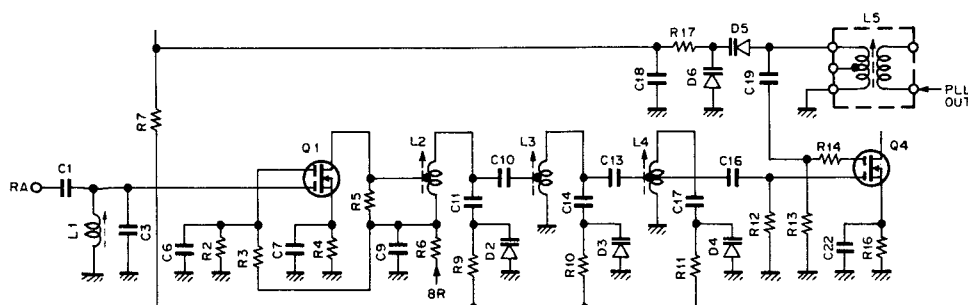 L5
D5
R17
C18
D6
C19
PLL
OUT
R7
Q1
L2
L3
L4
Q4
C1
C10
C13
C16
R14
RA
R5
C11
C14
C17
L1
C3
C6
R2
R3
C7
R4
C9
R6
R9
D2
R10
D3
R11
D4
R12
R13
C22
R16
8R